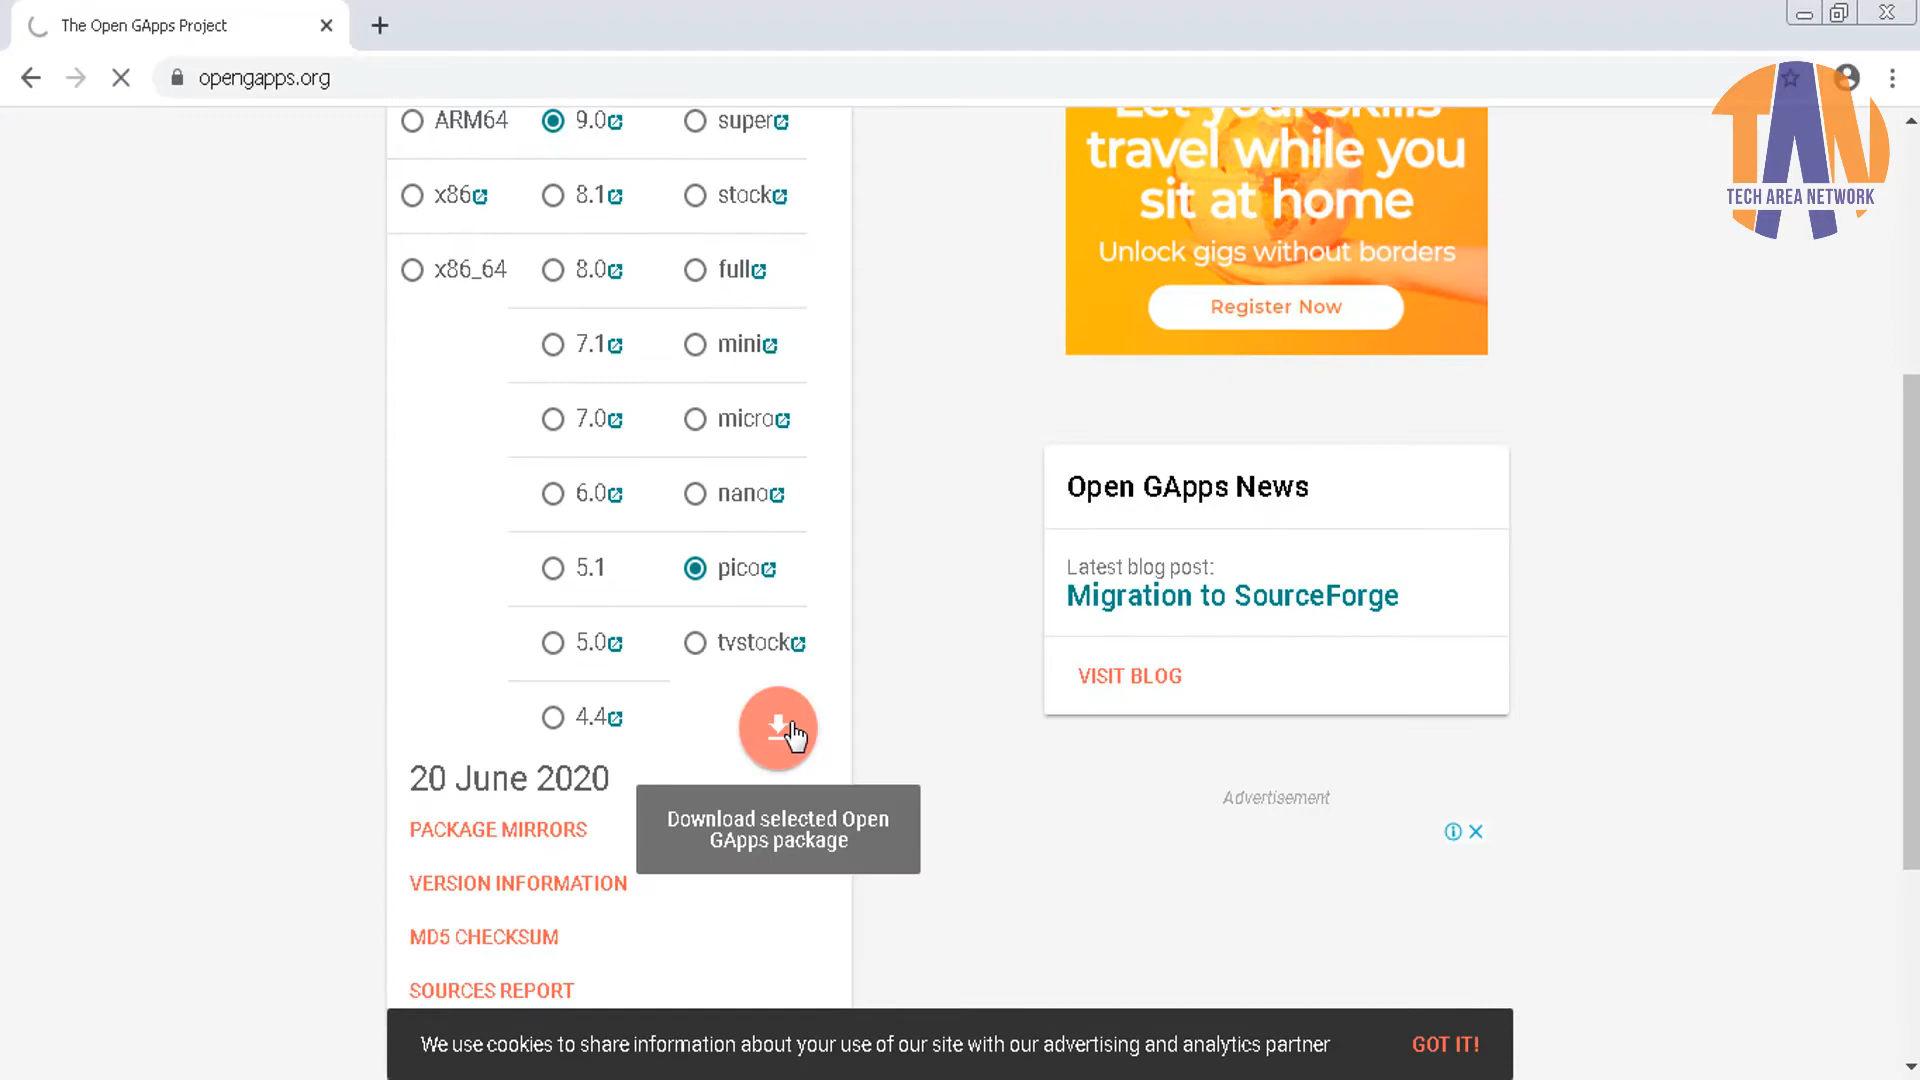 The Open GApps Project
opengapps.org
ARM64 9.0 super
x86 8.1 stock
x86_64 8.0 full
7.1 mini
7.0 micro
6.0 nano
5.1 pico
5.0 tvstock
4.4
20 June 2020
PACKAGE MIRRORS
VERSION INFORMATION
MD5 CHECKSUM
SOURCES REPORT
Download selected Open
GApps package
Let your skills
travel while you
sit at home
Unlock gigs without borders
Register Now
TAN
TECH AREA NETWORK
Open GApps News
Latest blog post:
Migration to SourceForge
VISIT BLOG
Advertisement
We use cookies to share information about your use of our site with our advertising and analytics partner
GOT IT!